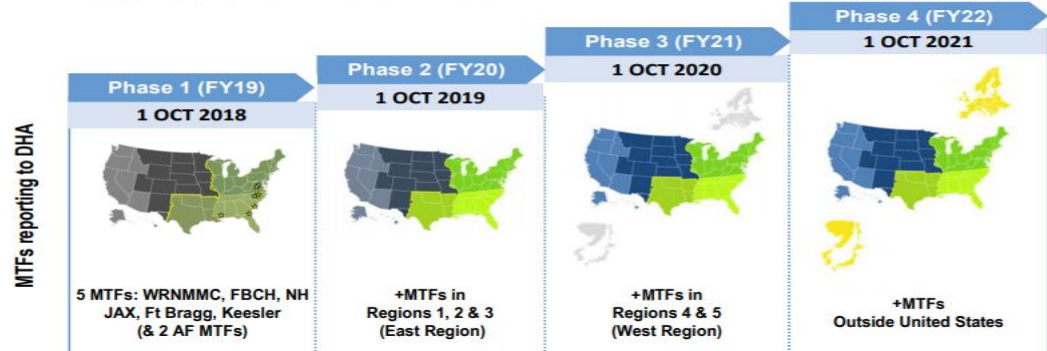 MTFs reporting to DHA
Phase 1 (FY19)
1 OCT 2018
5 MTFs: WRNMMC, FBCH, NH
JAX, Ft Bragg, Keesler
(& 2 AF MTFs)
Phase 2 (FY20)
1 OCT 2019
+MTFs in
Regions 1, 2 & 3
(East Region)
Phase 3 (FY21)
1 OCT 2020
+MTFs in
Regions 4 & 5
(West Region)
Phase 4 (FY22)
1 OCT 2021
+MTFs
Outside United States